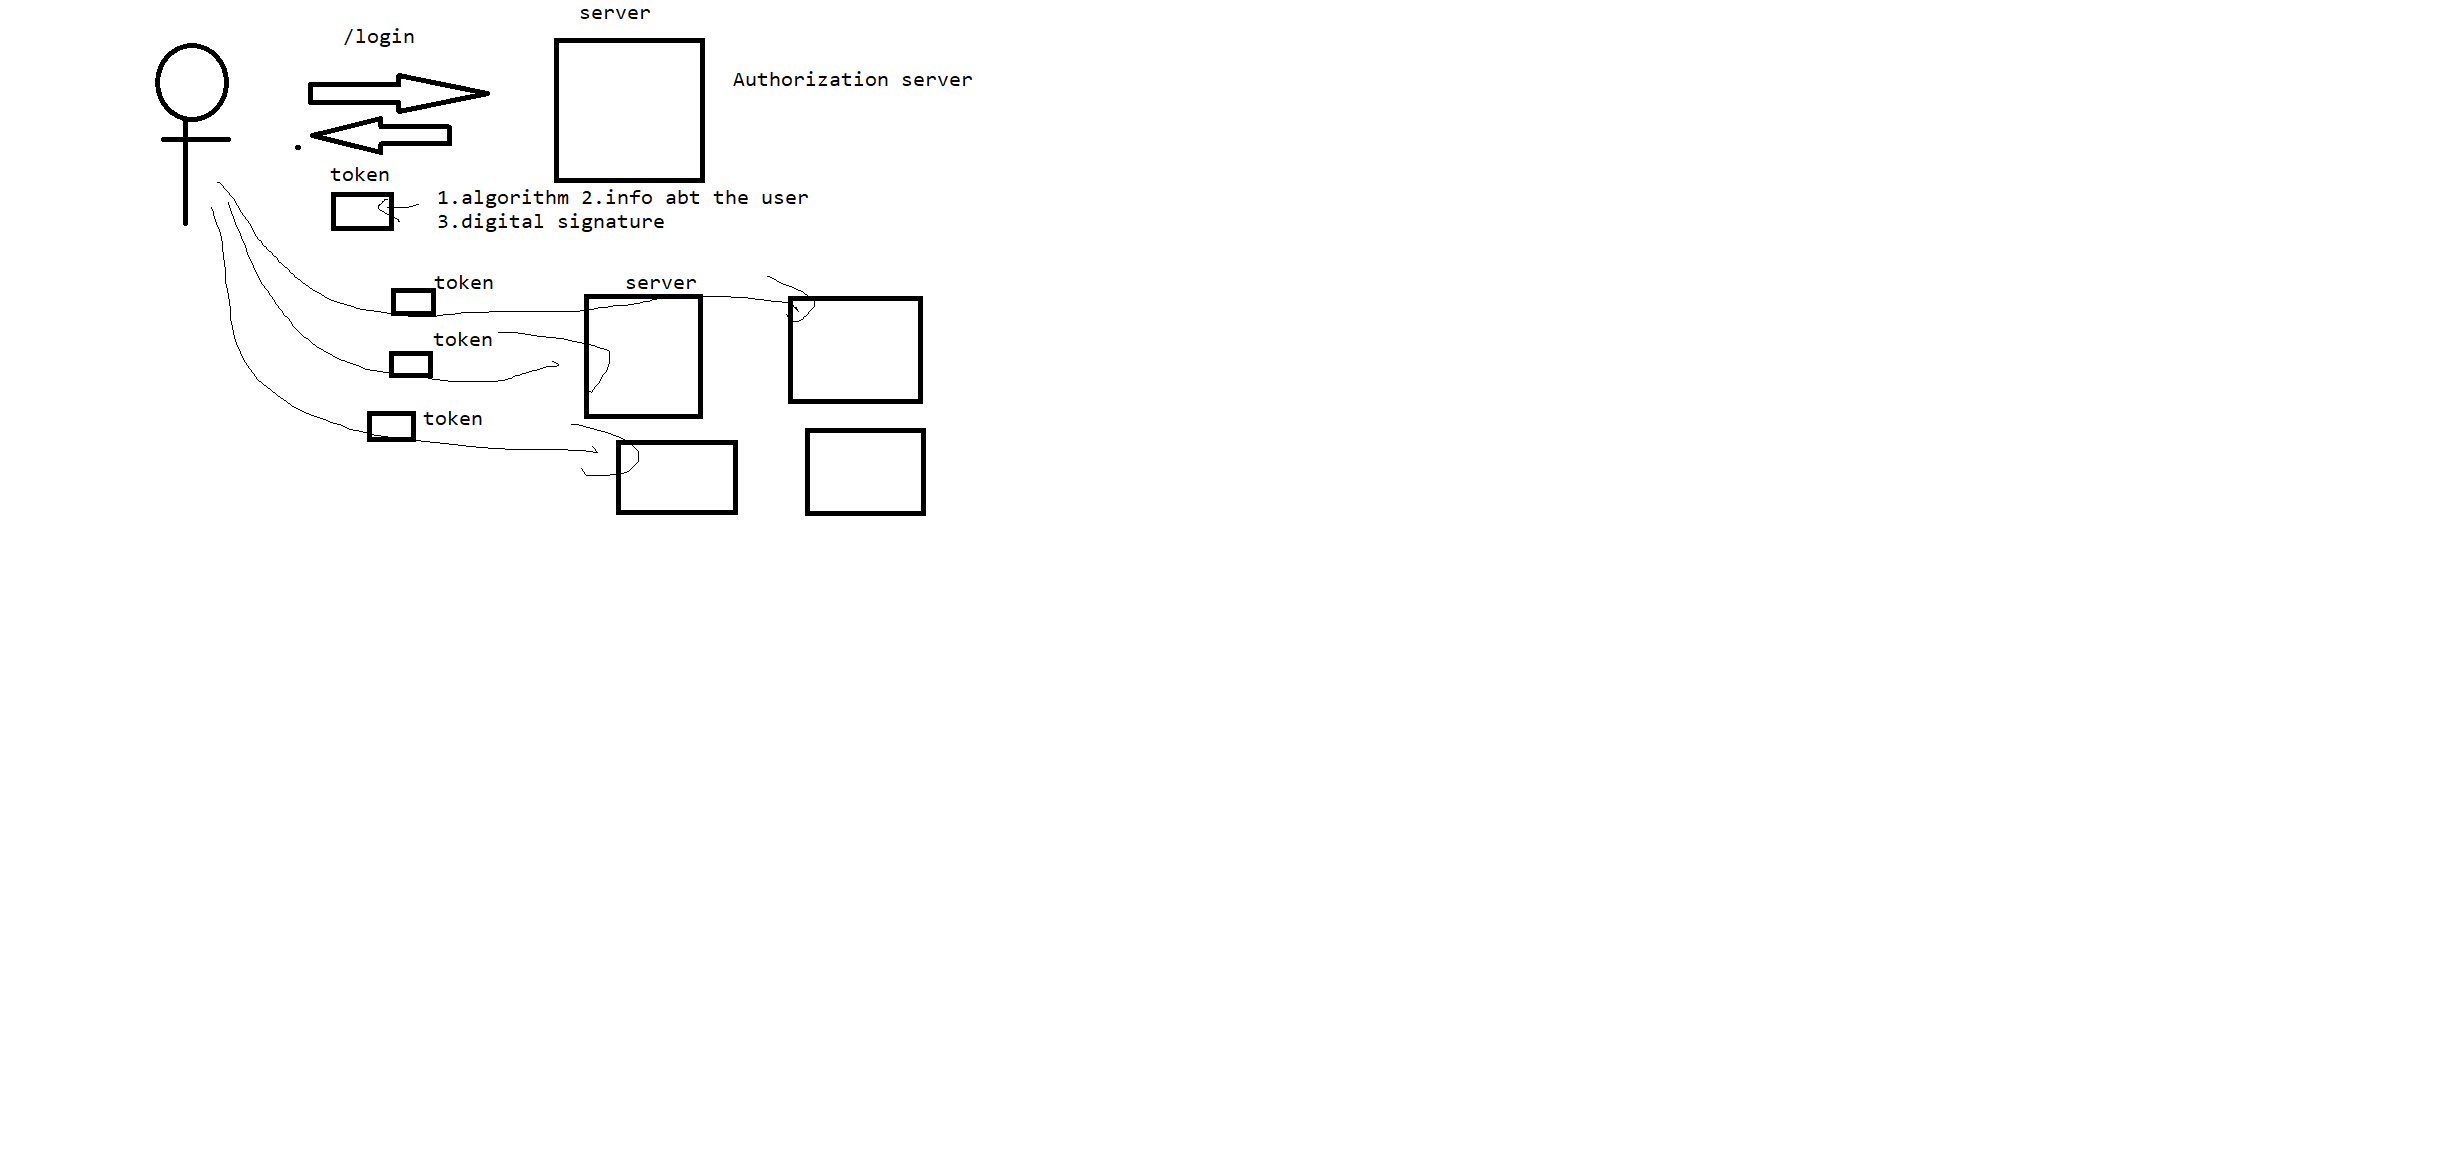 server
/login
Authorization server
token
1.algorithm 2.info abt the user
3.digital signature
token
server
token
token